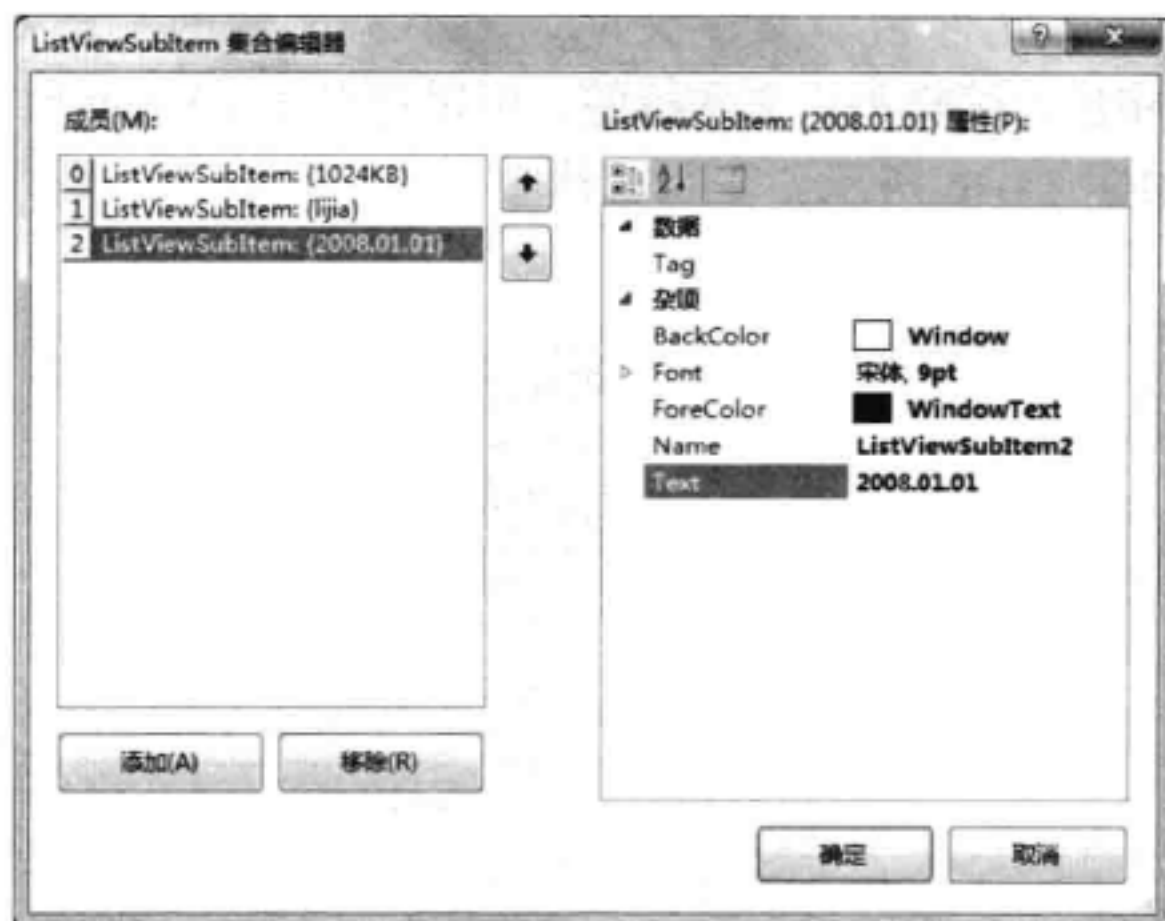 ListViewSubItem 集合编辑器
成员(M):
0 ListViewSubItem: {1024KB}
1 ListViewSubItem: {lijia}
2 ListViewSubItem: {2008.01.01}
添加(A)
移除(R)
ListViewSubItem: {2008.01.01} 属性(P):
数据
Tag
杂项
BackColor Window
Font 宋体, 9pt
ForeColor WindowText
Name ListViewSubItem2
Text 2008.01.01
确定
取消